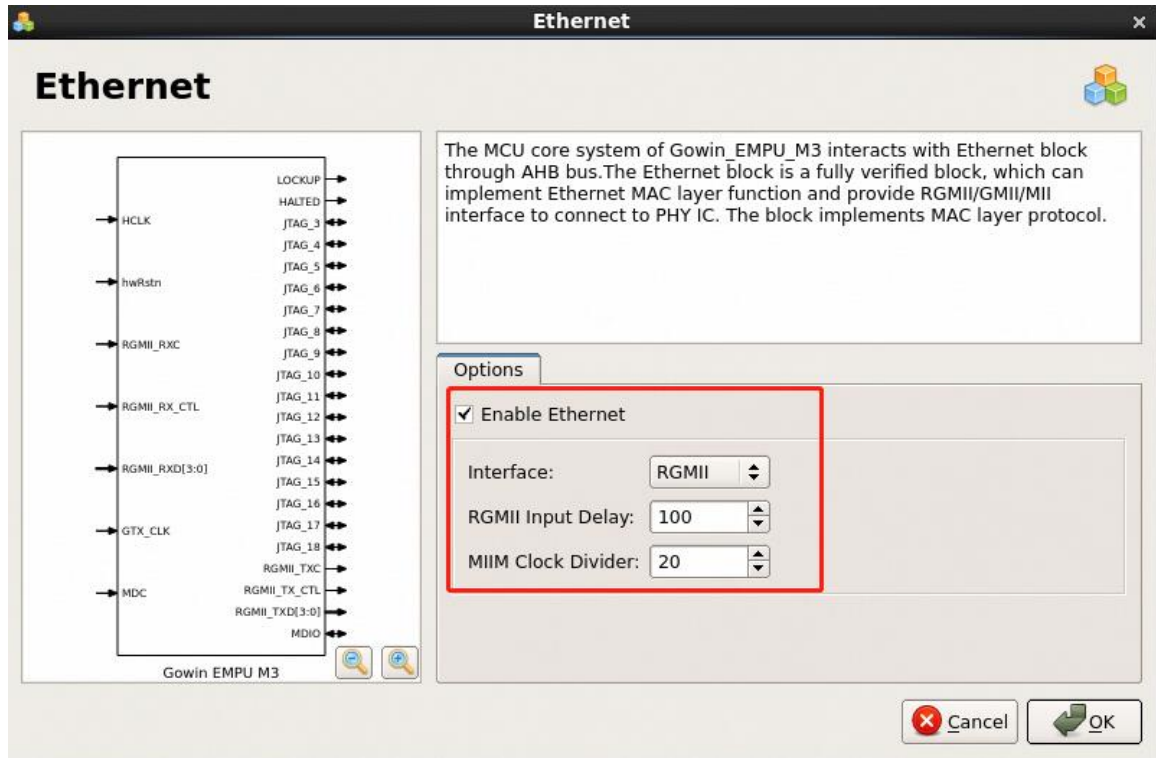 Ethernet
Ethernet
LOCKUP
HALTED
HCLK
JTAG_3
JTAG_4
JTAG_5
hwRstn
JTAG_6
JTAG_7
JTAG_8
RGMII_RXC
JTAG_9
JTAG_10
JTAG_11
RGMII_RX_CTL
JTAG_12
JTAG_13
JTAG_14
RGMII_RXD[3:0]
JTAG_15
JTAG_16
JTAG_17
GTX_CLK
JTAG_18
RGMII_TXC
MDC
RGMII_TX_CTL
RGMII_TXD[3:0]
MDIO
Gowin EMPU M3
The MCU core system of Gowin_EMPU_M3 interacts with Ethernet block
through AHB bus.The Ethernet block is a fully verified block, which can
implement Ethernet MAC layer function and provide RGMII/GMII/MII
interface to connect to PHY IC. The block implements MAC layer protocol.
Options
Enable Ethernet
Interface: RGMII
RGMII Input Delay: 100
MIIM Clock Divider: 20
Cancel
OK